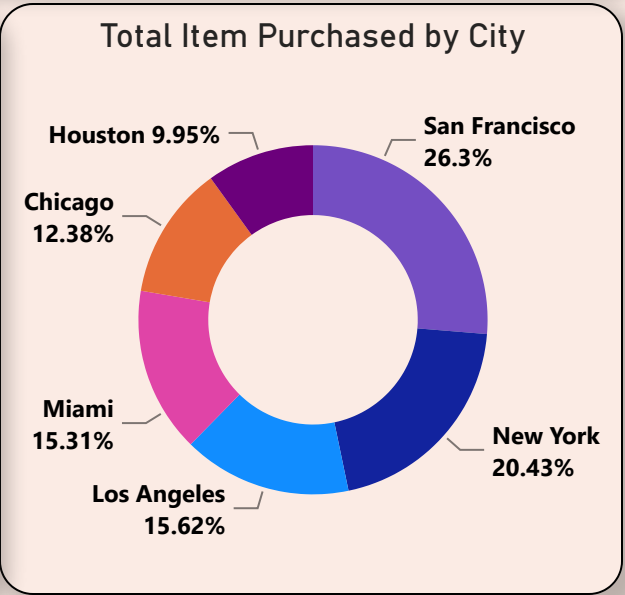 Total Item Purchased by City
San Francisco
26.3%
New York
20.43%
Los Angeles
15.62%
Miami
15.31%
Chicago
12.38%
Houston 9.95%